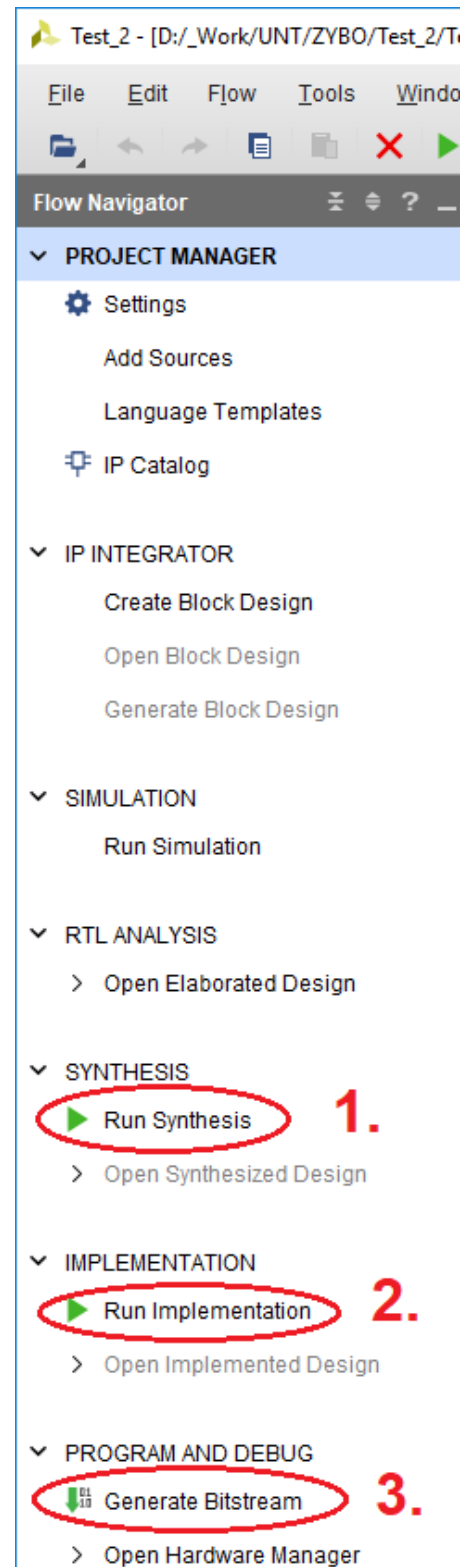 Test_2 - [D:/_Work/UNT/ZYBO/Test_2/Te
File Edit Flow Tools Windo
Flow Navigator ?
PROJECT MANAGER
Settings
Add Sources
Language Templates
IP Catalog
IP INTEGRATOR
Create Block Design
Open Block Design
Generate Block Design
SIMULATION
Run Simulation
RTL ANALYSIS
Open Elaborated Design
SYNTHESIS
Run Synthesis 1.
Open Synthesized Design
IMPLEMENTATION
Run Implementation 2.
Open Implemented Design
PROGRAM AND DEBUG
Generate Bitstream 3.
Open Hardware Manager